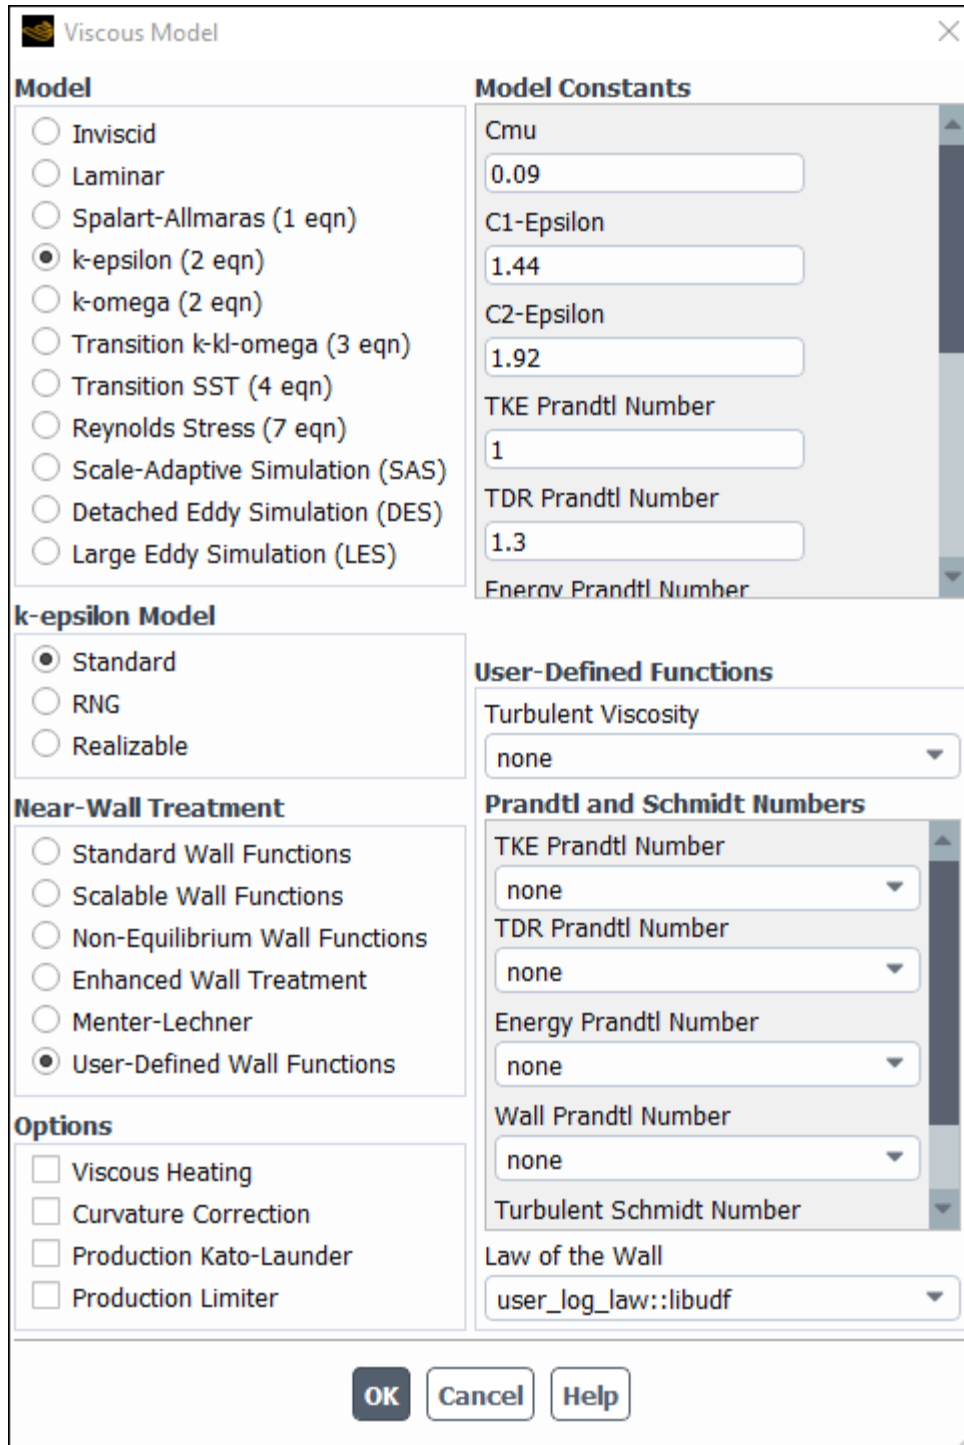 Viscous Model
Model
Inviscid
Laminar
Spalart-Allmaras (1 eqn)
k-epsilon (2 eqn)
k-omega (2 eqn)
Transition k-kl-omega (3 eqn)
Transition SST (4 eqn)
Reynolds Stress (7 eqn)
Scale-Adaptive Simulation (SAS)
Detached Eddy Simulation (DES)
Large Eddy Simulation (LES)
k-epsilon Model
Standard
RNG
Realizable
Near-Wall Treatment
Standard Wall Functions
Scalable Wall Functions
Non-Equilibrium Wall Functions
Enhanced Wall Treatment
Menter-Lechner
User-Defined Wall Functions
Options
Viscous Heating
Curvature Correction
Production Kato-Launder
Production Limiter
Model Constants
Cmu
0.09
C1-Epsilon
1.44
C2-Epsilon
1.92
TKE Prandtl Number
1
TDR Prandtl Number
1.3
Energy Prandtl Number
User-Defined Functions
Turbulent Viscosity
none
Prandtl and Schmidt Numbers
TKE Prandtl Number
none
TDR Prandtl Number
none
Energy Prandtl Number
none
Wall Prandtl Number
none
Turbulent Schmidt Number
Law of the Wall
user_log_law::libudf
OK
Cancel
Help